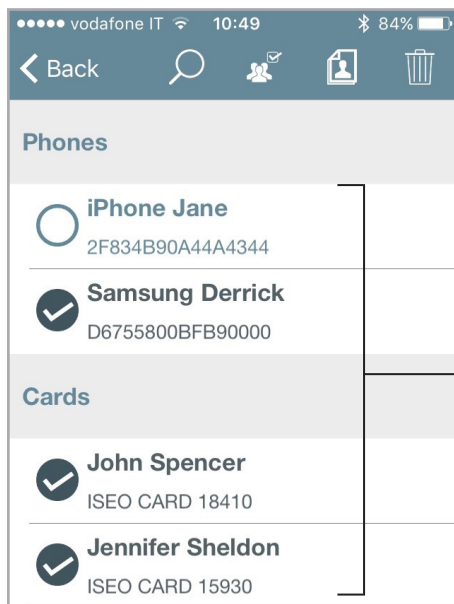 vodafone IT 10:49 84%
Back
Phones
iPhone Jane
2F834B90A44A4344
Samsung Derrick
D6755800BFB90000
Cards
John Spencer
ISEO CARD 18410
Jennifer Sheldon
ISEO CARD 15930